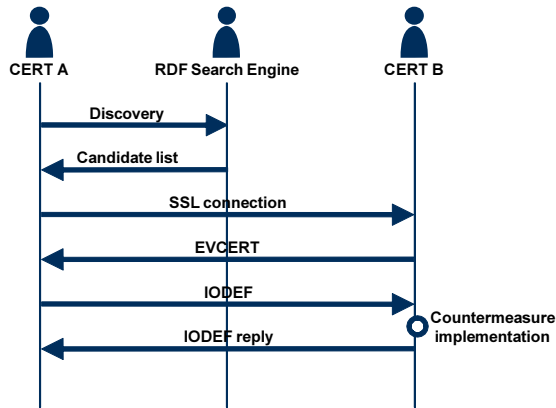 CERT A
RDF Search Engine
CERT B
Discovery
Candidate list
SSL connection
EVCERT
IODEF
Countermeasure
implementation
IODEF reply